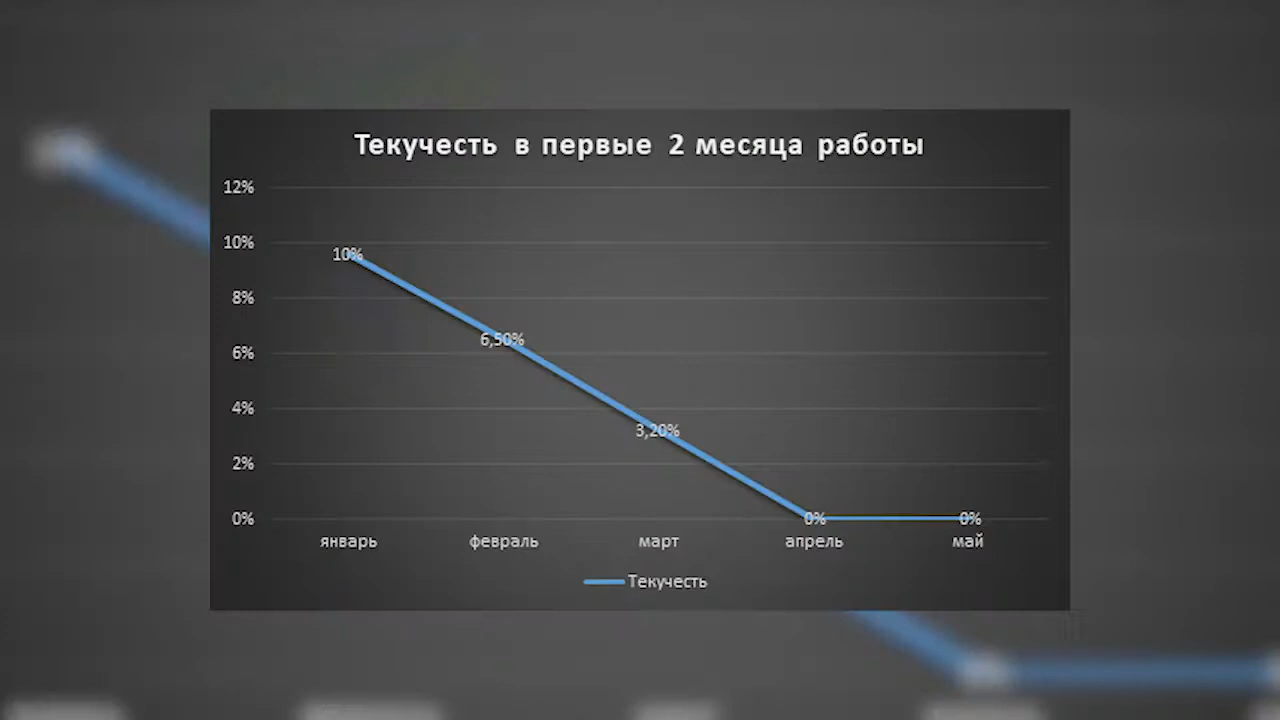 Текучесть в первые 2 месяца работы
12%
10%
10%
8%
6,50%
6%
4%
3,20%
2%
0%
0%
0%
январь
февраль
март
апрель
май
Текучесть